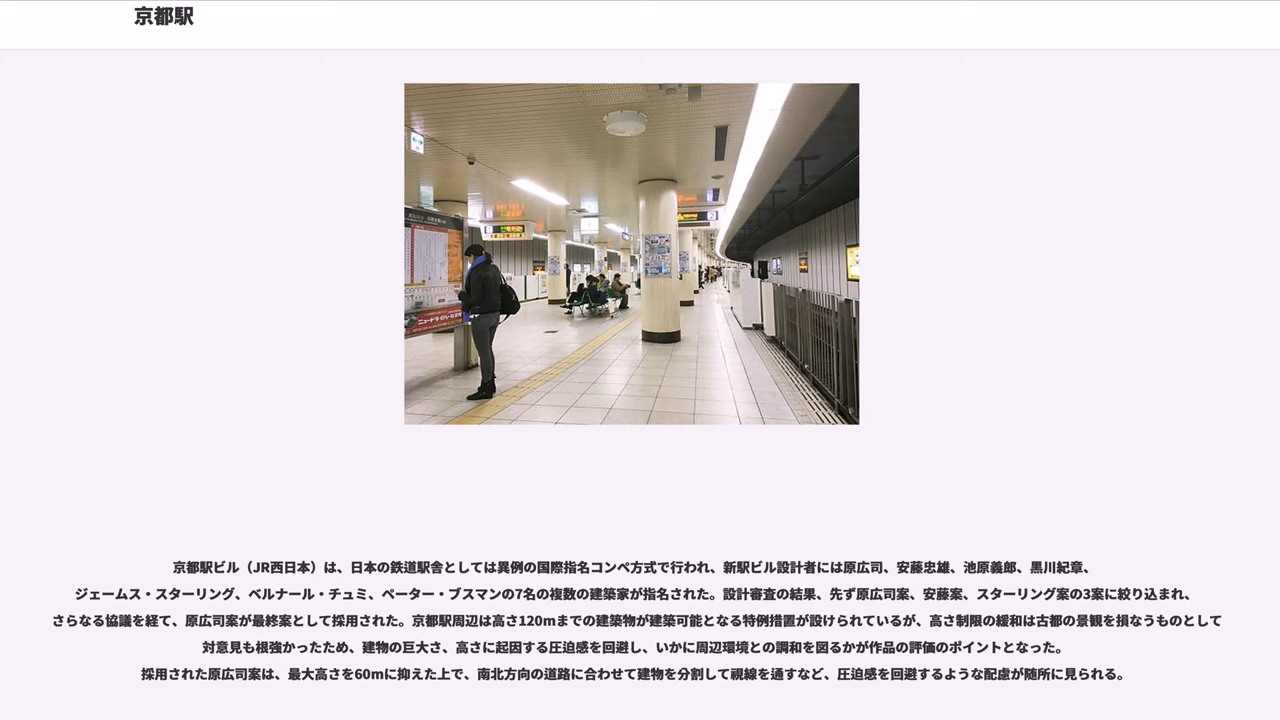 京都駅
2
京都駅ビル（JR西日本）は、日本の鉄道駅舎としては異例の国際指名コンペ方式で行われ、新駅ビル設計者には原広司、安藤忠雄、池原義郎、黒川紀章、
ジェームス・スターリング、ベルナール・チュミ、ペーター・ブスマンの7名の複数の建築家が指名された。設計審査の結果、先ず原広司案、安藤案、スターリング案の3案に絞り込まれ、
さらなる協議を経て、原広司案が最終案として採用された。京都駅周辺は高さ120mまでの建築物が建築可能となる特例措置が設けられているが、高さ制限の緩和は古都の景観を損なうものとして
対意見も根強かったため、建物の巨大さ、高さに起因する圧迫感を回避し、いかに周辺環境との調和を図るかが作品の評価のポイントとなった。
採用された原広司案は、最大高さを60mに抑えた上で、南北方向の道路に合わせて建物を分割して視線を通すなど、圧迫感を回避するような配慮が随所に見られる。